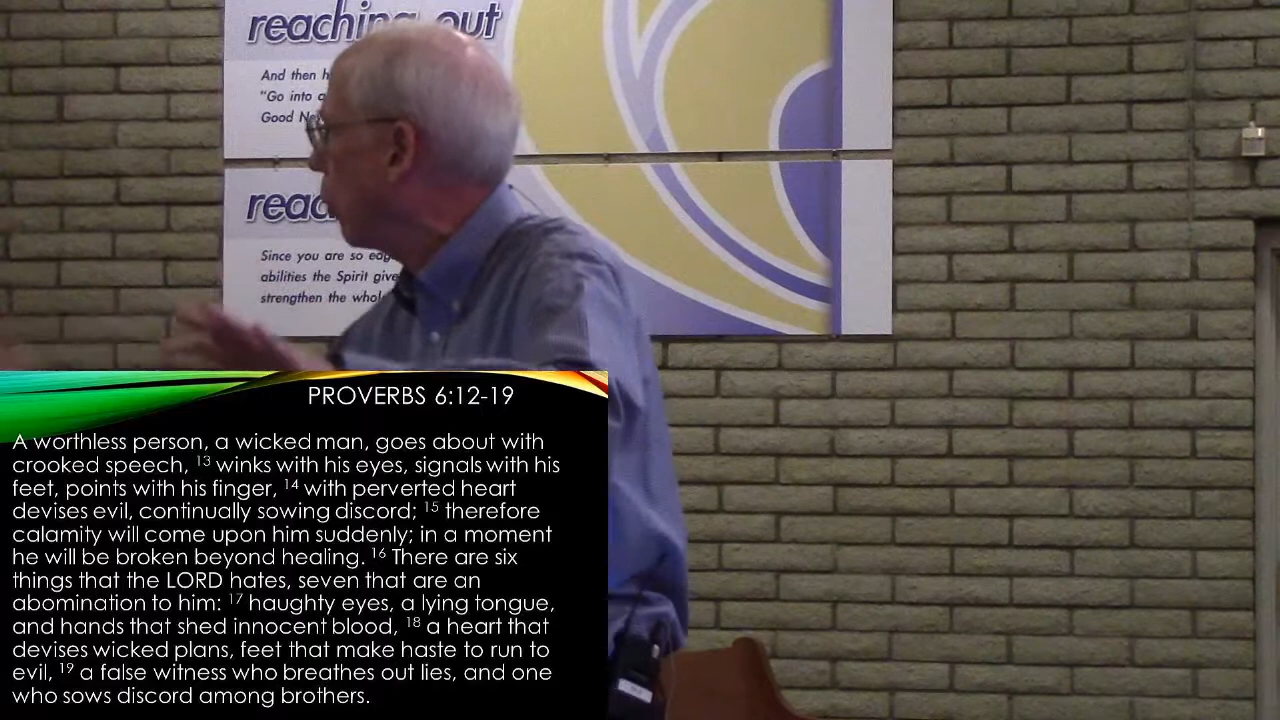 reaching out
And then h
"Go into a
Good Ne
reac
Since you are so eag
abilities the Spirit give
strengthen the whol
PROVERBS 6:12-19
A worthless person, a wicked man, goes about with
crooked speech, 13 winks with his eyes, signals with his
feet, points with his finger, 14 with perverted heart
devises evil, continually sowing discord; 15 therefore
calamity will come upon him suddenly; in a moment
he will be broken beyond healing. 16 There are six
things that the LORD hates, seven that are an
abomination to him: 17 haughty eyes, a lying tongue,
and hands that shed innocent blood, 18 a heart that
devises wicked plans, feet that make haste to run to
evil, 19 a false witness who breathes out lies, and one
who sows discord among brothers.